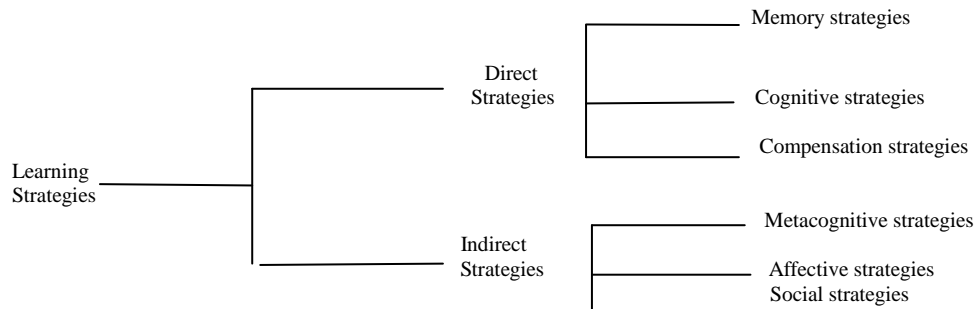 Memory strategies
Direct
Strategies
Cognitive strategies
Compensation strategies
Learning
Strategies
Metacognitive strategies
Indirect
Strategies
Affective strategies
Social strategies